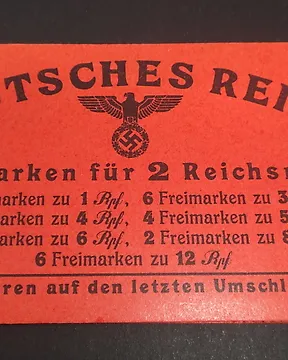 TSCHES REI
arken für 2 Reichsm
marken zu 1 Rpf, 6 Freimarken zu 3
marken zu 4 Rpf, 4 Freimarken zu 5
marken zu 6 Rpf, 2 Freimarken zu 8
6 Freimarken zu 12 Rpf
ren auf den letzten Umschl